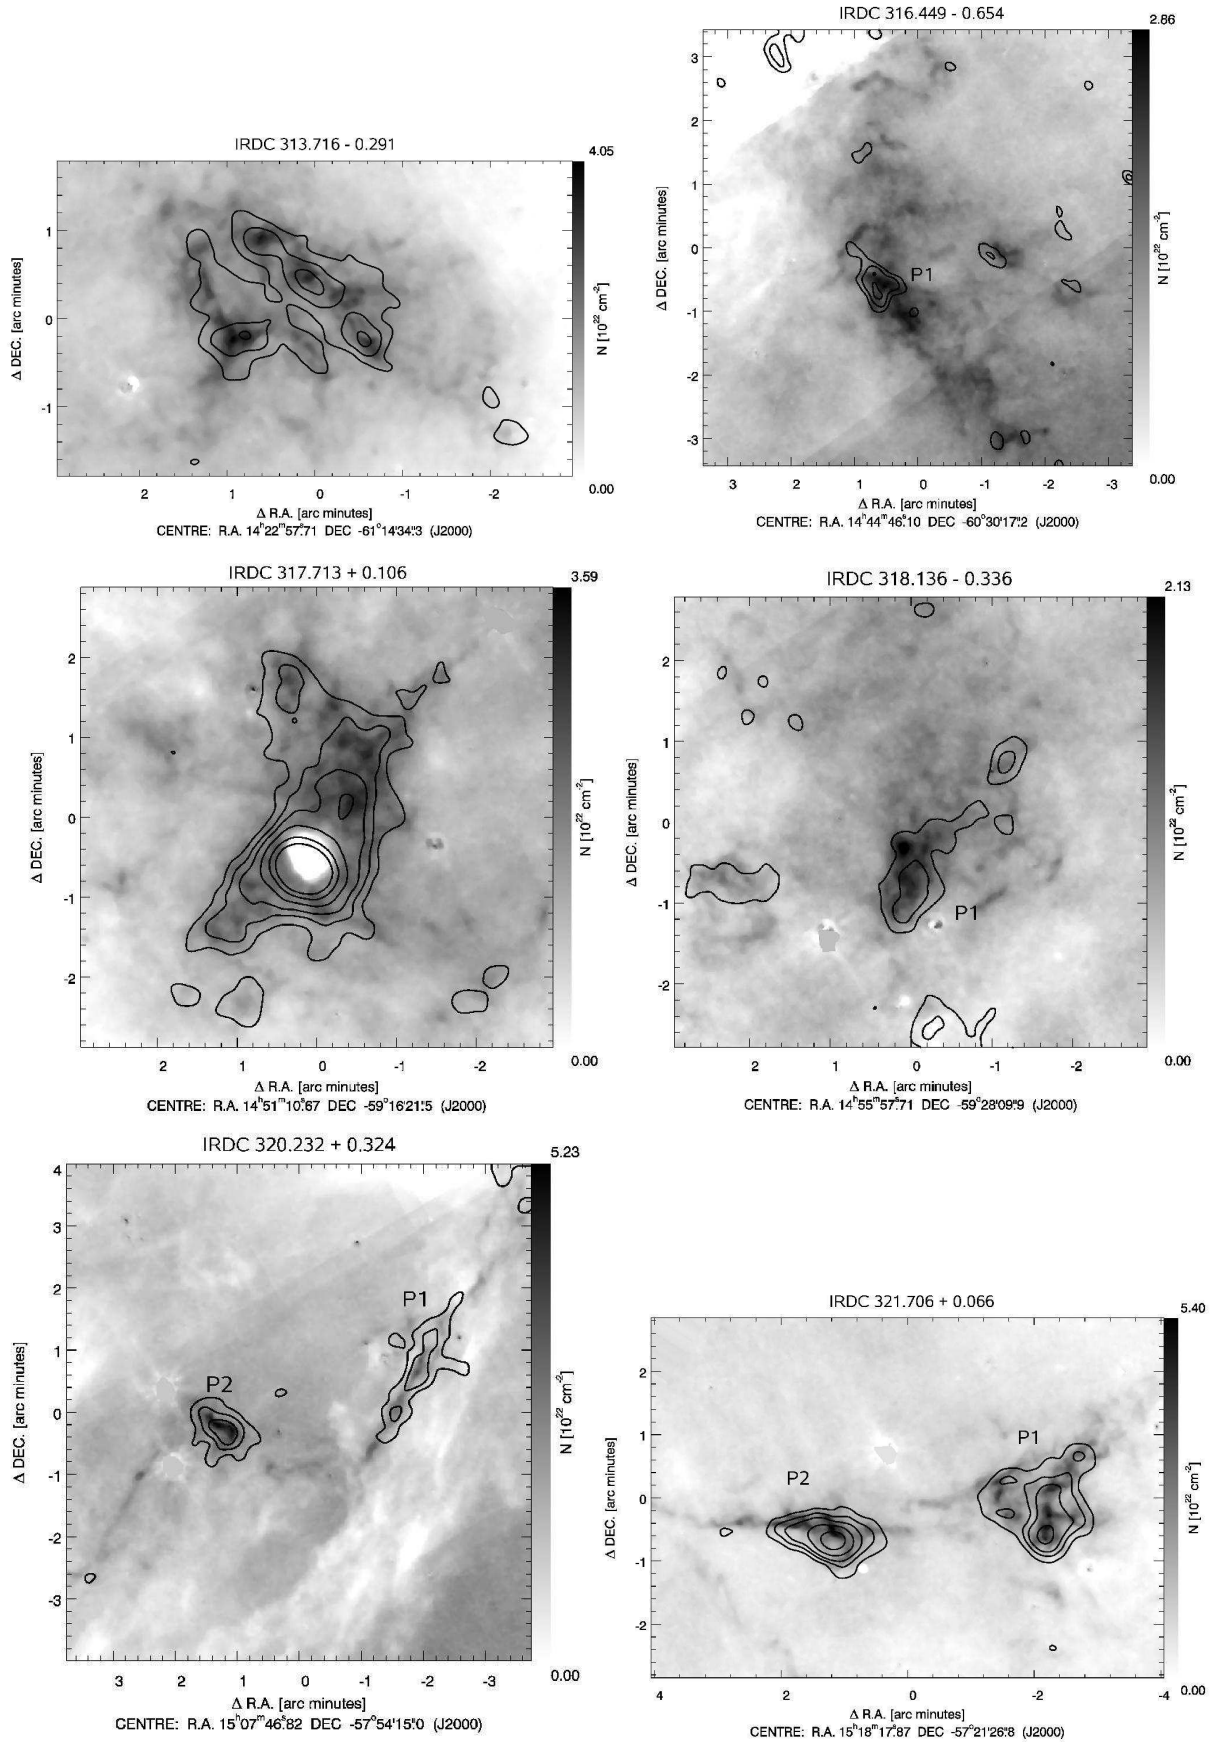 IRDC 316.449 - 0.654
2.86
3
2
1
0
-1
-2
-3
Δ DEC. [arc minutes]
P1
N [10²² cm⁻²]
0.00
3 2 1 0 -1 -2 -3
Δ R.A. [arc minutes]
CENTRE: R.A. 14ʰ44ᵐ46ˢ.10 DEC -60°30'17".2 (J2000)
IRDC 313.716 - 0.291
4.05
1
0
-1
Δ DEC. [arc minutes]
N [10²² cm⁻²]
0.00
2 1 0 -1 -2
Δ R.A. [arc minutes]
CENTRE: R.A. 14ʰ22ᵐ57ˢ.71 DEC -61°14'34".3 (J2000)
IRDC 317.713 + 0.106
3.59
2
1
0
-1
-2
Δ DEC. [arc minutes]
N [10²² cm⁻²]
0.00
2 1 0 -1 -2
Δ R.A. [arc minutes]
CENTRE: R.A. 14ʰ51ᵐ10ˢ.67 DEC -59°16'21".5 (J2000)
IRDC 318.136 - 0.336
2.13
2
1
0
-1
-2
Δ DEC. [arc minutes]
P1
N [10²² cm⁻²]
0.00
2 1 0 -1 -2
Δ R.A. [arc minutes]
CENTRE: R.A. 14ʰ55ᵐ57ˢ.71 DEC -59°28'09".9 (J2000)
IRDC 320.232 + 0.324
5.23
4
3
2
1
0
-1
-2
-3
Δ DEC. [arc minutes]
P1
P2
N [10²² cm⁻²]
0.00
3 2 1 0 -1 -2 -3
Δ R.A. [arc minutes]
CENTRE: R.A. 15ʰ07ᵐ46ˢ.82 DEC -57°54'15".0 (J2000)
IRDC 321.706 + 0.066
5.40
2
1
0
-1
-2
Δ DEC. [arc minutes]
P1
P2
N [10²² cm⁻²]
0.00
4 2 0 -2 -4
Δ R.A. [arc minutes]
CENTRE: R.A. 15ʰ18ᵐ17ˢ.87 DEC -57°21'26".8 (J2000)